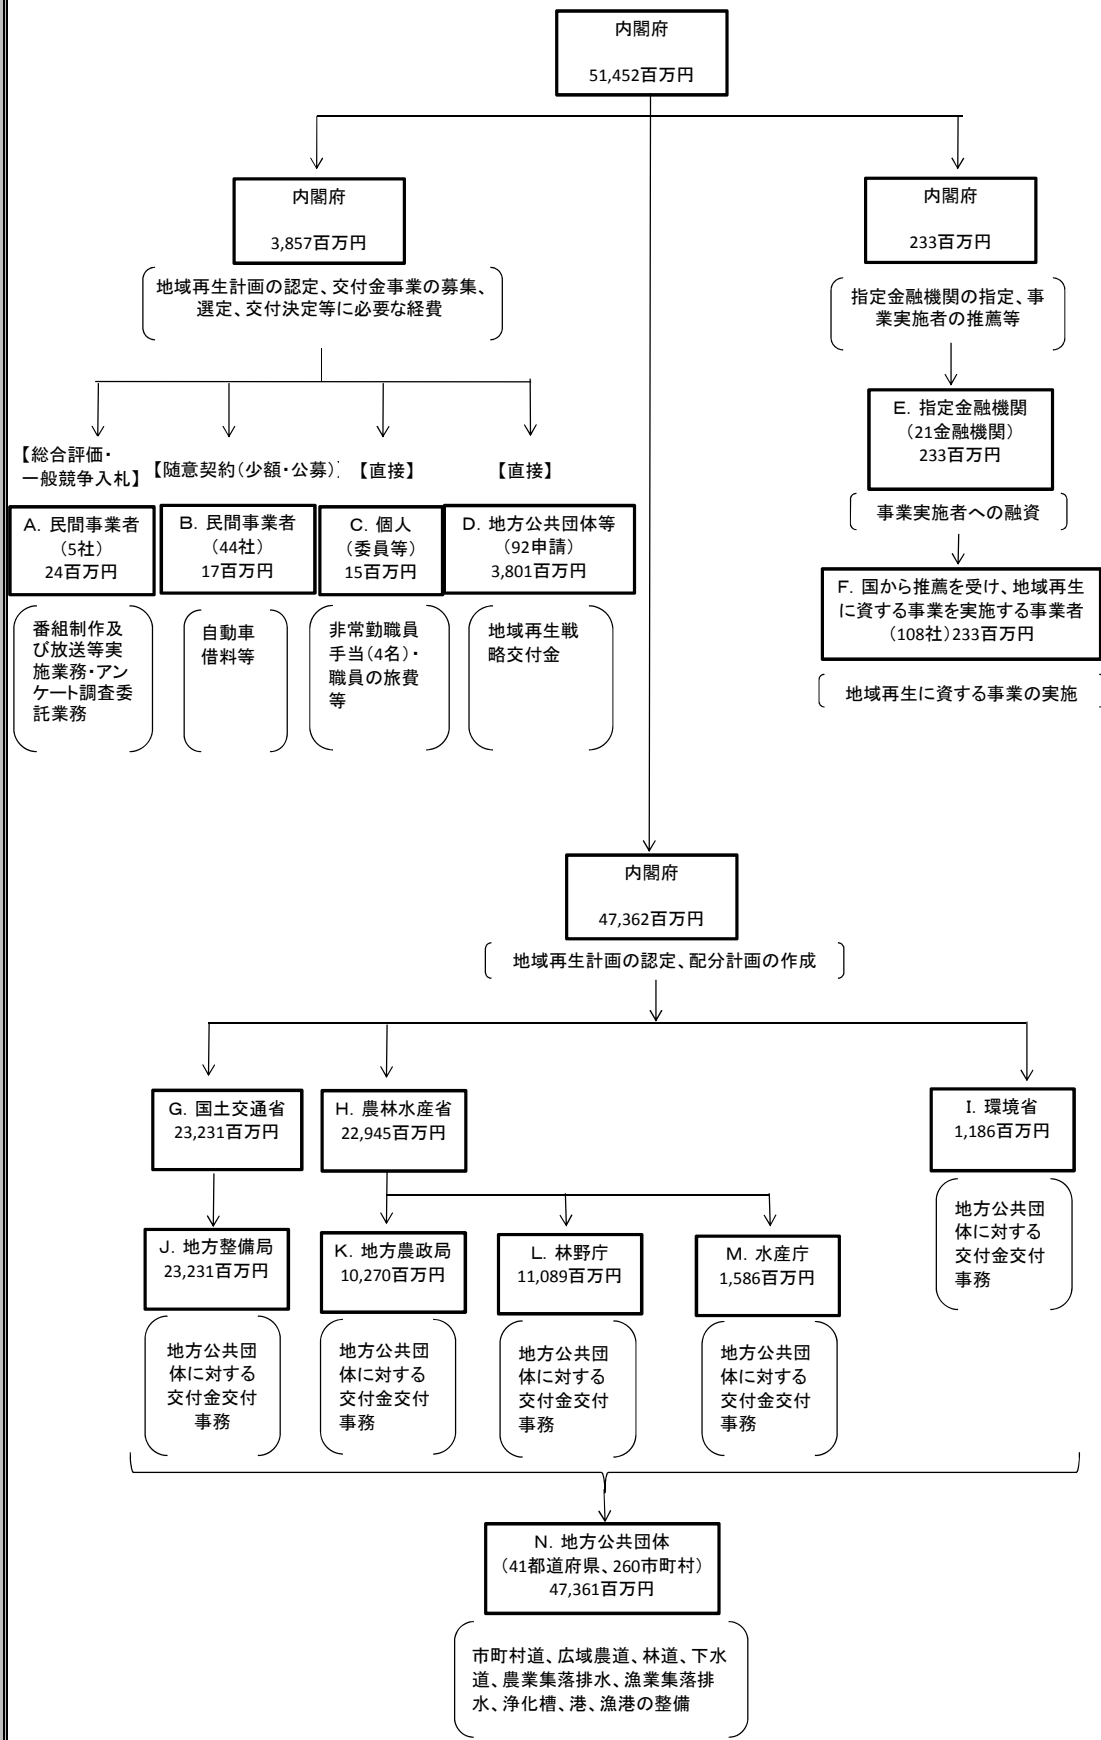 内閣府
51,452百万円
内閣府
3,857百万円
地域再生計画の認定、交付金事業の募集、
選定、交付決定等に必要な経費
内閣府
233百万円
指定金融機関の指定、事
業実施者の推薦等
E. 指定金融機関
(21金融機関)
233百万円
事業実施者への融資
F. 国から推薦を受け、地域再生
に資する事業を実施する事業者
(108社)233百万円
地域再生に資する事業の実施
【総合評価・
一般競争入札】
A. 民間事業者
(5社)
24百万円
番組制作及
び放送等実
施業務・アン
ケート調査委
託業務
【随意契約(少額・公募)
B. 民間事業者
(44社)
17百万円
自動車
借料等
【直接】
C. 個人
(委員等)
15百万円
非常勤職員
手当(4名)・
職員の旅費
等
【直接】
D. 地方公共団体等
(92申請)
3,801百万円
地域再生戦
略交付金
内閣府
47,362百万円
地域再生計画の認定、配分計画の作成
G. 国土交通省
23,231百万円
H. 農林水産省
22,945百万円
I. 環境省
1,186百万円
地方公共団
体に対する
交付金交付
事務
J. 地方整備局
23,231百万円
地方公共団
体に対する
交付金交付
事務
K. 地方農政局
10,270百万円
地方公共団
体に対する
交付金交付
事務
L. 林野庁
11,089百万円
地方公共団
体に対する
交付金交付
事務
M. 水産庁
1,586百万円
地方公共団
体に対する
交付金交付
事務
N. 地方公共団体
(41都道府県、260市町村)
47,361百万円
市町村道、広域農道、林道、下水
道、農業集落排水、漁業集落排
水、浄化槽、港、漁港の整備